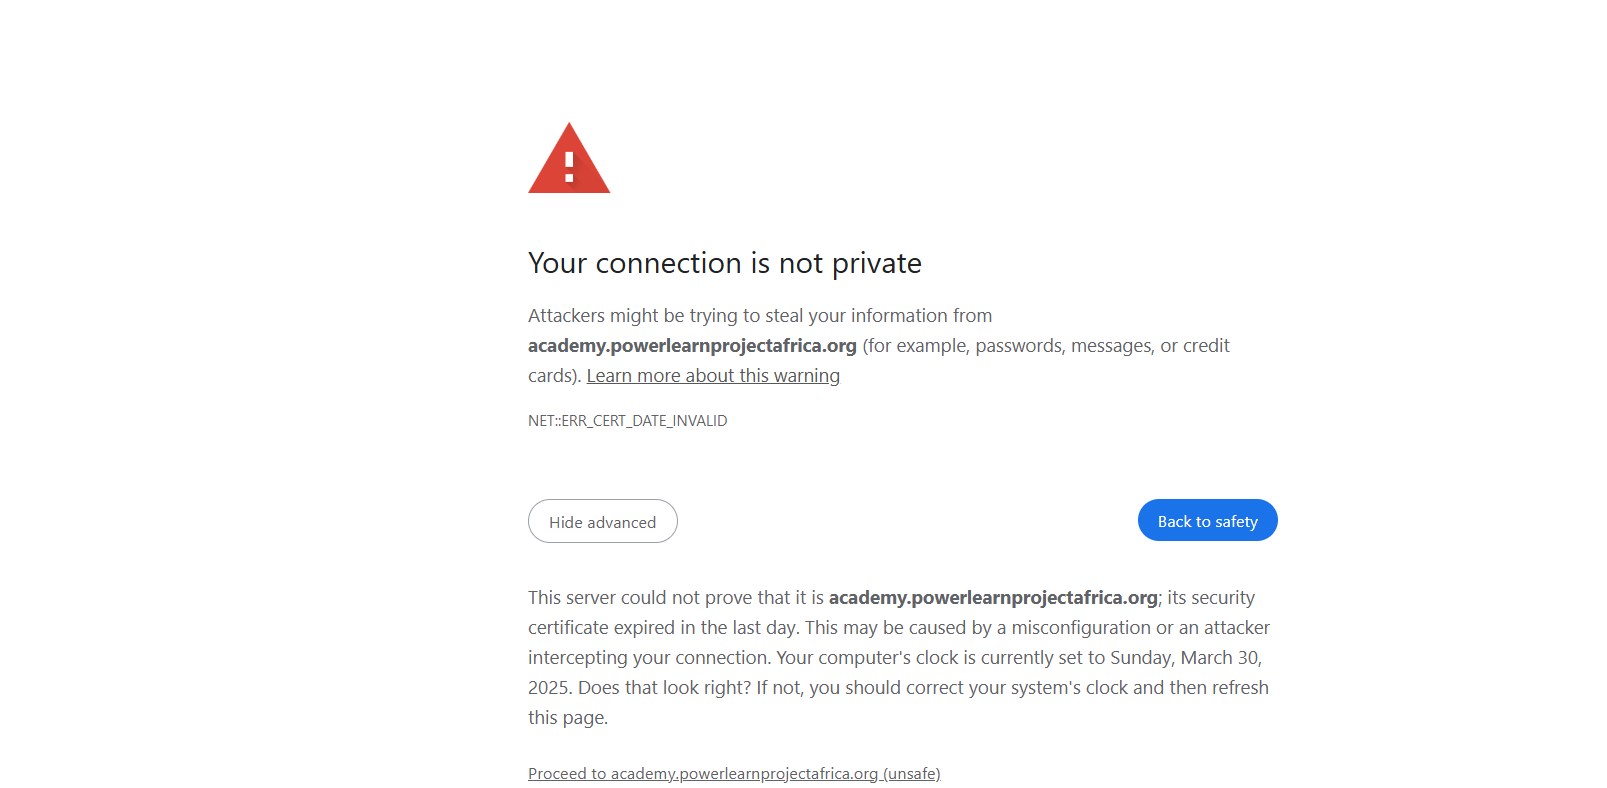 Your connection is not private
Attackers might be trying to steal your information from
academy.powerlearnprojectafrica.org (for example, passwords, messages, or credit
cards). Learn more about this warning
NET::ERR_CERT_DATE_INVALID
Hide advanced
Back to safety
This server could not prove that it is academy.powerlearnprojectafrica.org; its security
certificate expired in the last day. This may be caused by a misconfiguration or an attacker
intercepting your connection. Your computer's clock is currently set to Sunday, March 30,
2025. Does that look right? If not, you should correct your system's clock and then refresh
this page.
Proceed to academy.powerlearnprojectafrica.org (unsafe)